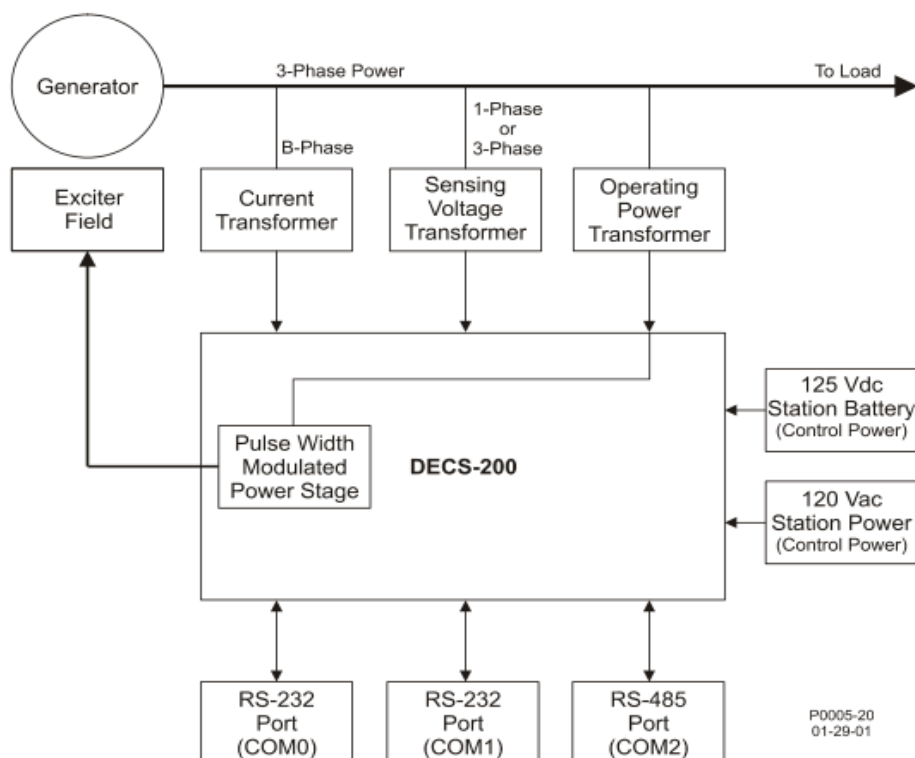 Generator
3-Phase Power
To Load
B-Phase
1-Phase
or
3-Phase
Exciter
Field
Current
Transformer
Sensing
Voltage
Transformer
Operating
Power
Transformer
Pulse Width
Modulated
Power Stage
DECS-200
125 Vdc
Station Battery
(Control Power)
120 Vac
Station Power
(Control Power)
RS-232
Port
(COM0)
RS-232
Port
(COM1)
RS-485
Port
(COM2)
P0005-20
01-29-01